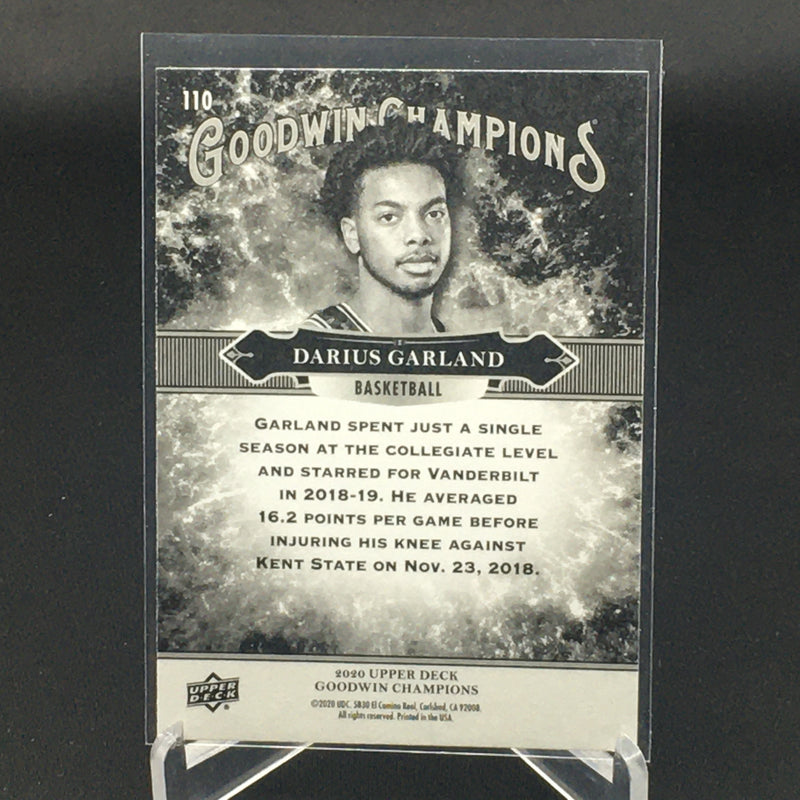 110
GOODWIN CHAMPIONS
DARIUS GARLAND
BASKETBALL
GARLAND SPENT JUST A SINGLE
SEASON AT THE COLLEGIATE LEVEL
AND STARRED FOR VANDERBILT
IN 2018-19. HE AVERAGED
16.2 POINTS PER GAME BEFORE
INJURING HIS KNEE AGAINST
KENT STATE ON NOV. 23, 2018.
UPPER
DECK®
2020 UPPER DECK
GOODWIN CHAMPIONS
©2020 UDC. 5830 El Camino Real, Carlsbad, CA 92008.
All rights reserved. Printed in the USA.